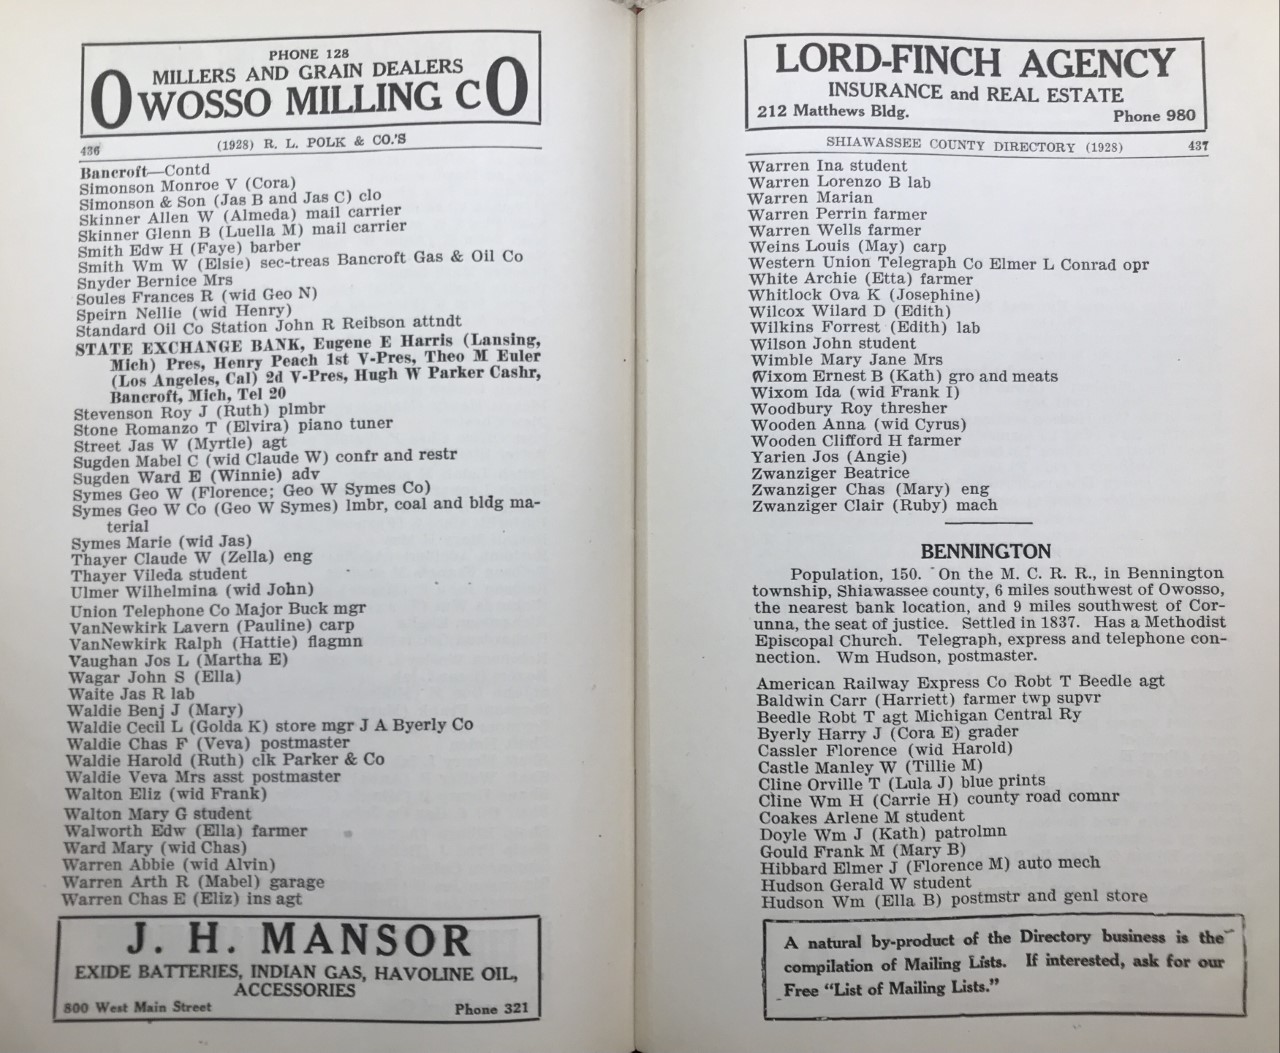 PHONE 128
MILLERS AND GRAIN DEALERS
OWOSSO MILLING CO
436
(1928) R. L. POLK & CO.'S
Bancroft—Contd
Simonson Monroe V (Cora)
Simonson & Son (Jas B and Jas C) clo
Skinner Allen W (Almeda) mail carrier
Skinner Glenn B (Luella M) mail carrier
Smith Edw H (Faye) barber
Smith Wm W (Elsie) sec-treas Bancroft Gas & Oil Co
Snyder Bernice Mrs
Soules Frances R (wid Geo N)
Speirn Nellie (wid Henry)
Standard Oil Co Station John R Reibson attndt
STATE EXCHANGE BANK, Eugene E Harris (Lansing,
Mich) Pres, Henry Peach 1st V-Pres, Theo M Euler
(Los Angeles, Cal) 2d V-Pres, Hugh W Parker Cashr,
Bancroft, Mich, Tel 20
Stevenson Roy J (Ruth) plmbr
Stone Romanzo T (Elvira) piano tuner
Street Jas W (Myrtle) agt
Sugden Mabel C (wid Claude W) confr and restr
Sugden Ward E (Winnie) adv
Symes Geo W (Florence; Geo W Symes Co)
Symes Geo W Co (Geo W Symes) lmbr, coal and bldg ma-
terial
Symes Marie (wid Jas)
Thayer Claude W (Zella) eng
Thayer Vileda student
Ulmer Wilhelmina (wid John)
Union Telephone Co Major Buck mgr
VanNewkirk Lavern (Pauline) carp
VanNewkirk Ralph (Hattie) flagmn
Vaughan Jos L (Martha E)
Wagar John S (Ella)
Waite Jas R lab
Waldie Benj J (Mary)
Waldie Cecil L (Golda K) store mgr J A Byerly Co
Waldie Chas F (Veva) postmaster
Waldie Harold (Ruth) clk Parker & Co
Waldie Veva Mrs asst postmaster
Walton Eliz (wid Frank)
Walton Mary G student
Walworth Edw (Ella) farmer
Ward Mary (wid Chas)
Warren Abbie (wid Alvin)
Warren Arth R (Mabel) garage
Warren Chas E (Eliz) ins agt
J. H. MANSOR
EXIDE BATTERIES, INDIAN GAS, HAVOLINE OIL,
ACCESSORIES
800 West Main Street
Phone 321
LORD-FINCH AGENCY
INSURANCE and REAL ESTATE
212 Matthews Bldg.
Phone 980
SHIAWASSEE COUNTY DIRECTORY (1928)
437
Warren Ina student
Warren Lorenzo B lab
Warren Marian
Warren Perrin farmer
Warren Wells farmer
Weins Louis (May) carp
Western Union Telegraph Co Elmer L Conrad opr
White Archie (Etta) farmer
Whitlock Ova K (Josephine)
Wilcox Wilard D (Edith)
Wilkins Forrest (Edith) lab
Wilson John student
Wimble Mary Jane Mrs
Wixom Ernest B (Kath) gro and meats
Wixom Ida (wid Frank I)
Woodbury Roy thresher
Wooden Anna (wid Cyrus)
Wooden Clifford H farmer
Yarien Jos (Angie)
Zwanziger Beatrice
Zwanziger Chas (Mary) eng
Zwanziger Clair (Ruby) mach
BENNINGTON
Population, 150. On the M. C. R. R., in Bennington
township, Shiawassee county, 6 miles southwest of Owosso,
the nearest bank location, and 9 miles southwest of Cor-
unna, the seat of justice. Settled in 1837. Has a Methodist
Episcopal Church. Telegraph, express and telephone con-
nection. Wm Hudson, postmaster.
American Railway Express Co Robt T Beedle agt
Baldwin Carr (Harriett) farmer twp supvr
Beedle Robt T agt Michigan Central Ry
Byerly Harry J (Cora E) grader
Cassler Florence (wid Harold)
Castle Manley W (Tillie M)
Cline Orville T (Lula J) blue prints
Cline Wm H (Carrie H) county road comnr
Coakes Arlene M student
Doyle Wm J (Kath) patrolmn
Gould Frank M (Mary B)
Hibbard Elmer J (Florence M) auto mech
Hudson Gerald W student
Hudson Wm (Ella B) postmstr and genl store
A natural by-product of the Directory business is the
compilation of Mailing Lists. If interested, ask for our
Free "List of Mailing Lists."